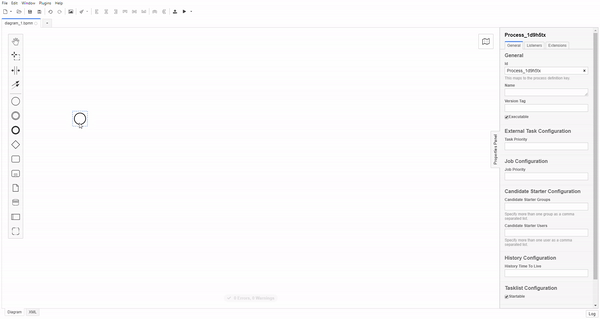 File Edit Window Plugins Help
diagram_1.bpmn
+
Process_1d9h5tx
General Listeners Extensions
General
Id
Process_1d9h5tx
This maps to the process definition key.
Name
Version Tag
Executable
External Task Configuration
Task Priority
Job Configuration
Job Priority
Candidate Starter Configuration
Candidate Starter Groups
Specify more than one group as a comma separated list.
Candidate Starter Users
Specify more than one user as a comma separated list.
History Configuration
History Time To Live
Tasklist Configuration
Startable
Properties Panel
0 Errors, 0 Warnings
Diagram XML
Log